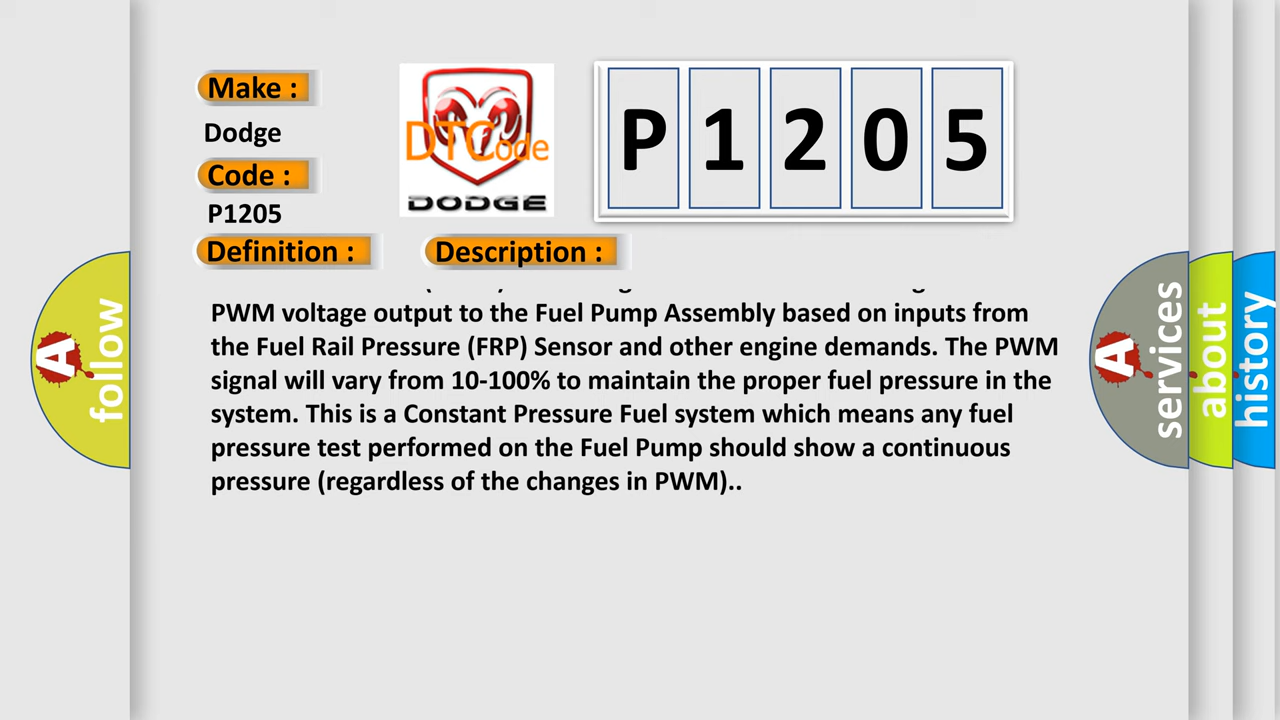 Make :
Dodge
Code :
P1205
DTCode
DODGE
P 1 2 0 5
Definition :
Description :
PWM voltage output to the Fuel Pump Assembly based on inputs from
the Fuel Rail Pressure (FRP) Sensor and other engine demands. The PWM
signal will vary from 10-100% to maintain the proper fuel pressure in the
system. This is a Constant Pressure Fuel system which means any fuel
pressure test performed on the Fuel Pump should show a continuous
pressure (regardless of the changes in PWM)..
A follow
A services
about
history